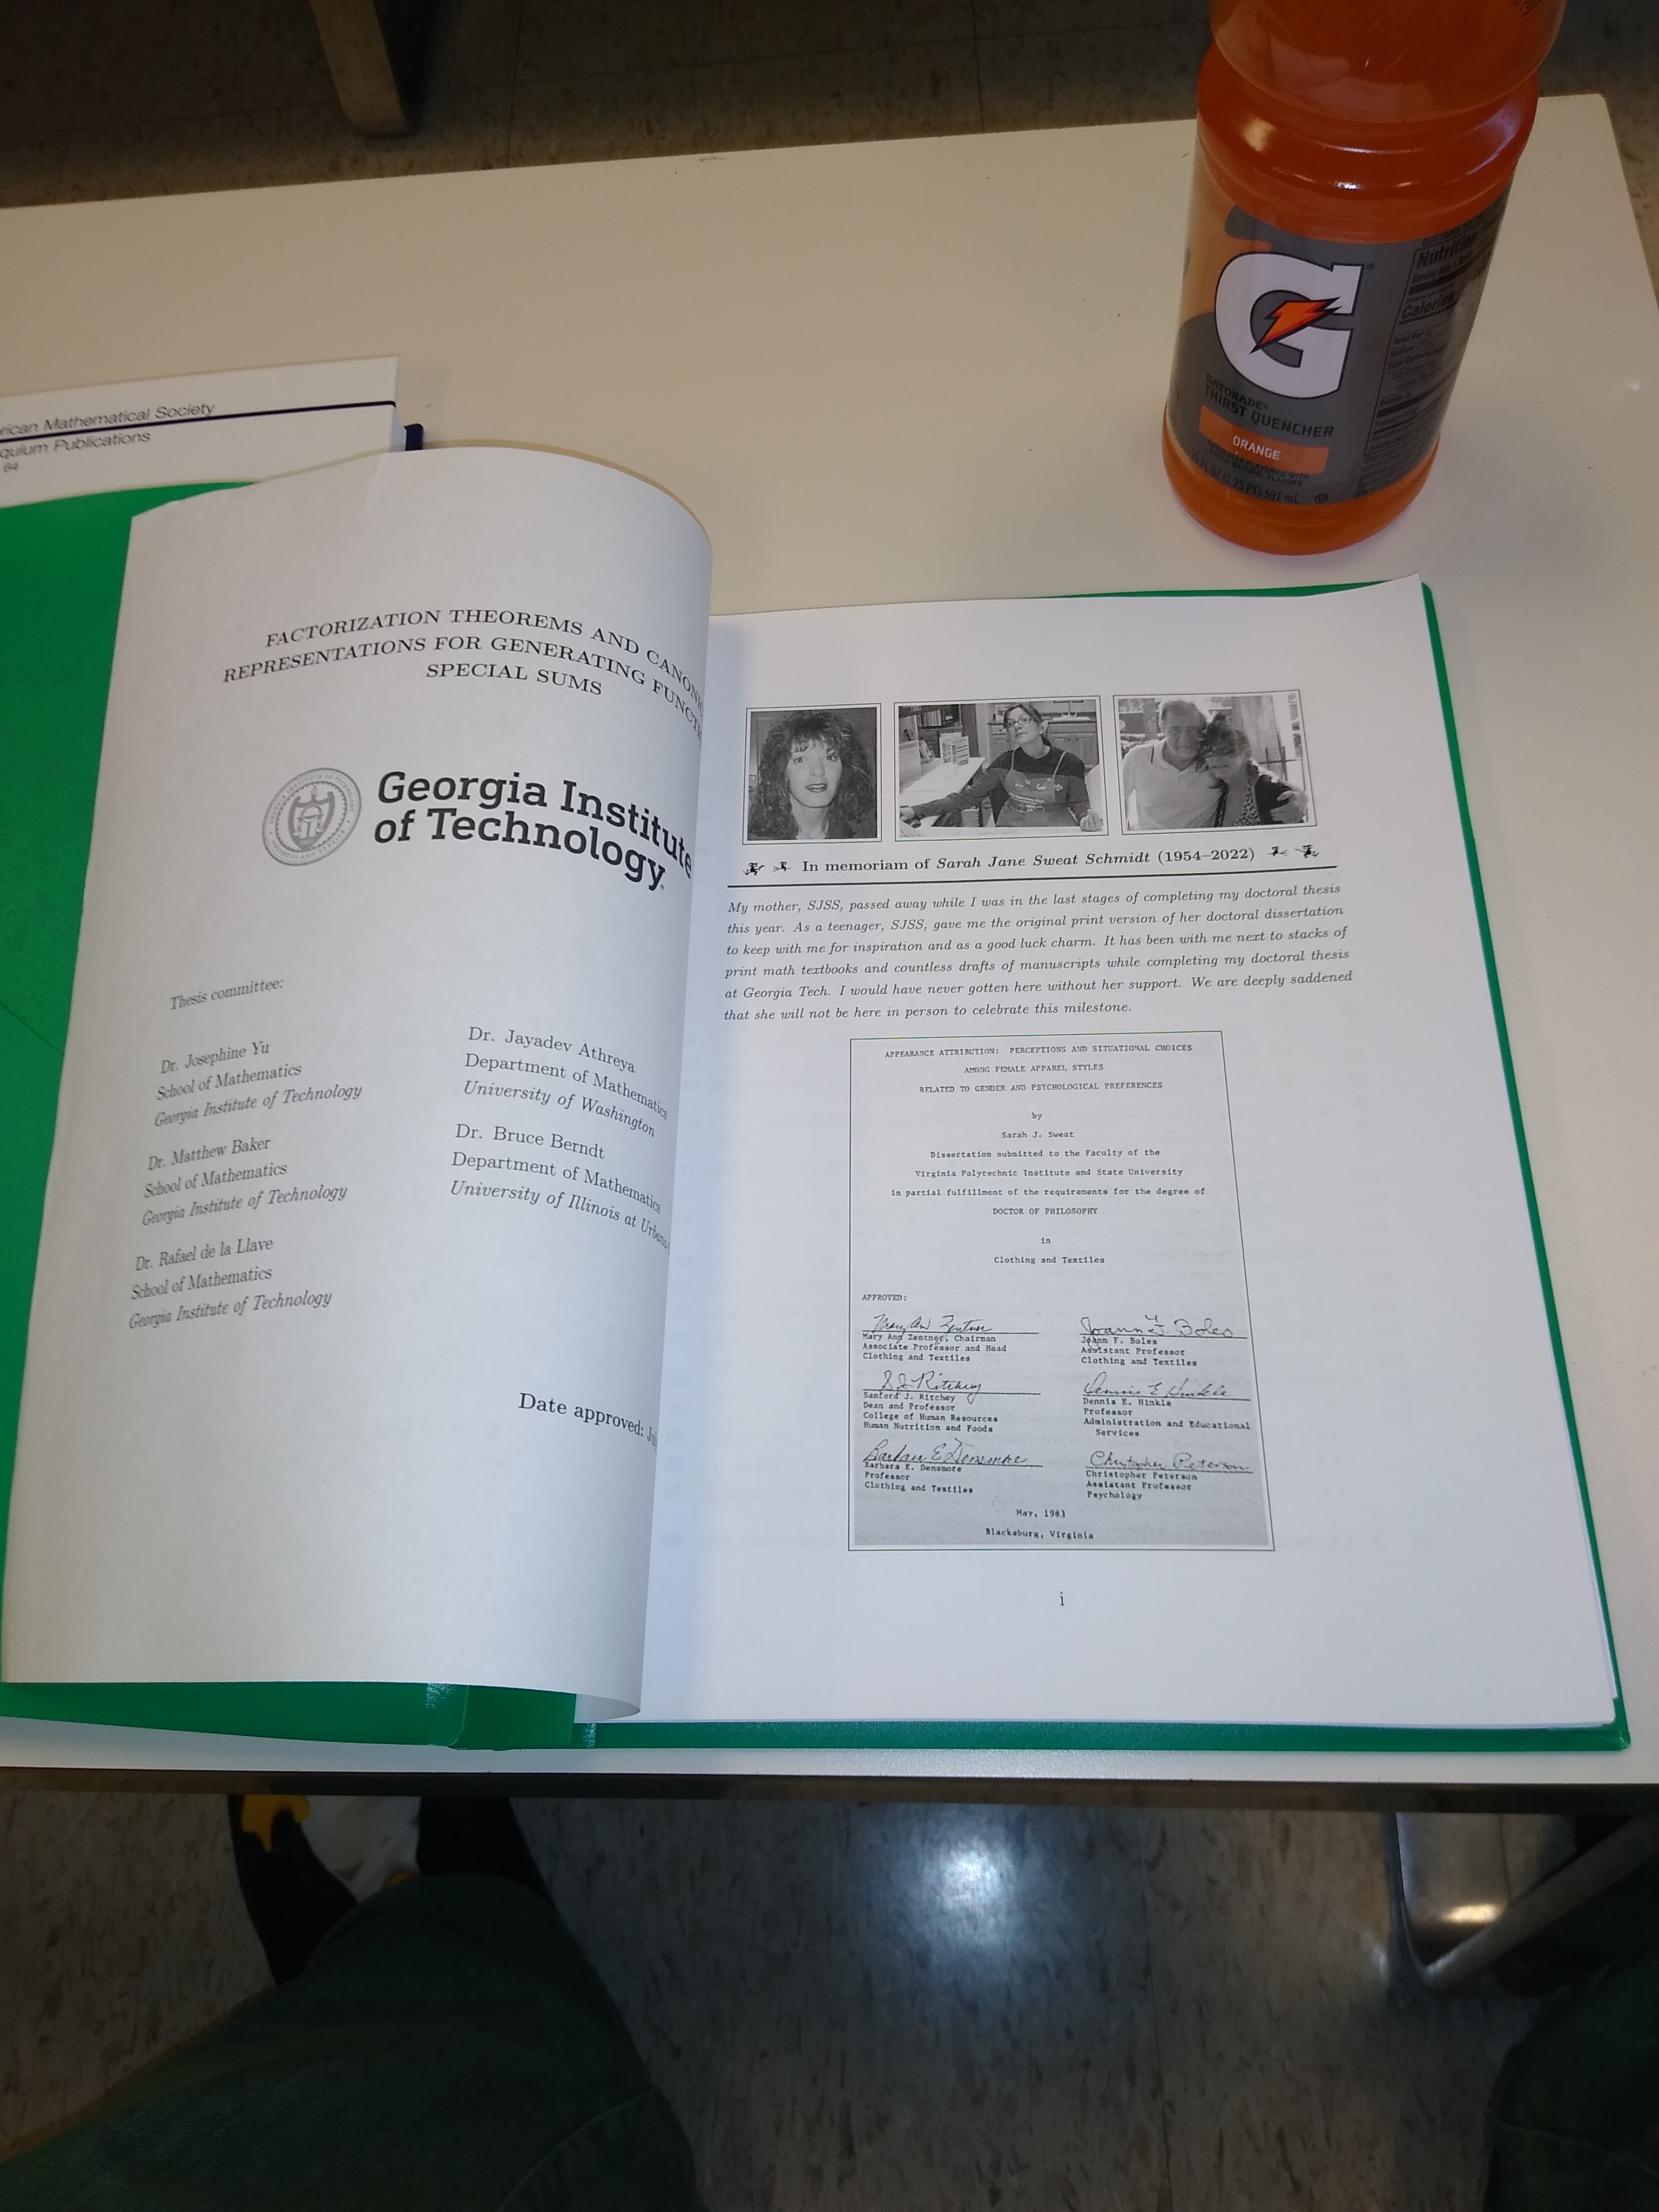 rican Mathematical Society
quium Publications
64
G
GATORADE®
THIRST QUENCHER
ORANGE
NATURAL FLAVORS
20 FL OZ (1.25 PT) 591 mL
Nutrition
Calories
FACTORIZATION THEOREMS AND CANON
REPRESENTATIONS FOR GENERATING FUNCT
SPECIAL SUMS
Georgia Institute
of Technology
Thesis committee:
Dr. Josephine Yu
School of Mathematics
Georgia Institute of Technology
Dr. Matthew Baker
School of Mathematics
Georgia Institute of Technology
Dr. Rafael de la Llave
School of Mathematics
Georgia Institute of Technology
Dr. Jayadev Athreya
Department of Mathematics
University of Washington
Dr. Bruce Berndt
Department of Mathematics
University of Illinois at Urbana-
Date approved: Ju
In memoriam of Sarah Jane Sweat Schmidt (1954–2022)
My mother, SJSS, passed away while I was in the last stages of completing my doctoral thesis
this year. As a teenager, SJSS, gave me the original print version of her doctoral dissertation
to keep with me for inspiration and as a good luck charm. It has been with me next to stacks of
print math textbooks and countless drafts of manuscripts while completing my doctoral thesis
at Georgia Tech. I would have never gotten here without her support. We are deeply saddened
that she will not be here in person to celebrate this milestone.
APPEARANCE ATTRIBUTION: PERCEPTIONS AND SITUATIONAL CHOICES
AMONG FEMALE APPAREL STYLES
RELATED TO GENDER AND PSYCHOLOGICAL PREFERENCES
by
Sarah J. Sweat
Dissertation submitted to the Faculty of the
Virginia Polytechnic Institute and State University
in partial fulfillment of the requirements for the degree of
DOCTOR OF PHILOSOPHY
in
Clothing and Textiles
APPROVED:
Mary Ann Zentner
Mary Ann Zentner, Chairman
Associate Professor and Head
Clothing and Textiles
Joann F. Boles
Joann F. Boles
Assistant Professor
Clothing and Textiles
S J Ritchey
Sanford J. Ritchey
Dean and Professor
College of Human Resources
Human Nutrition and Foods
Dennis E Hinkle
Dennis E. Hinkle
Professor
Administration and Educational
Services
Barbara E Densmore
Barbara E. Densmore
Professor
Clothing and Textiles
Christopher Peterson
Christopher Peterson
Assistant Professor
Psychology
May, 1983
Blacksburg, Virginia
i